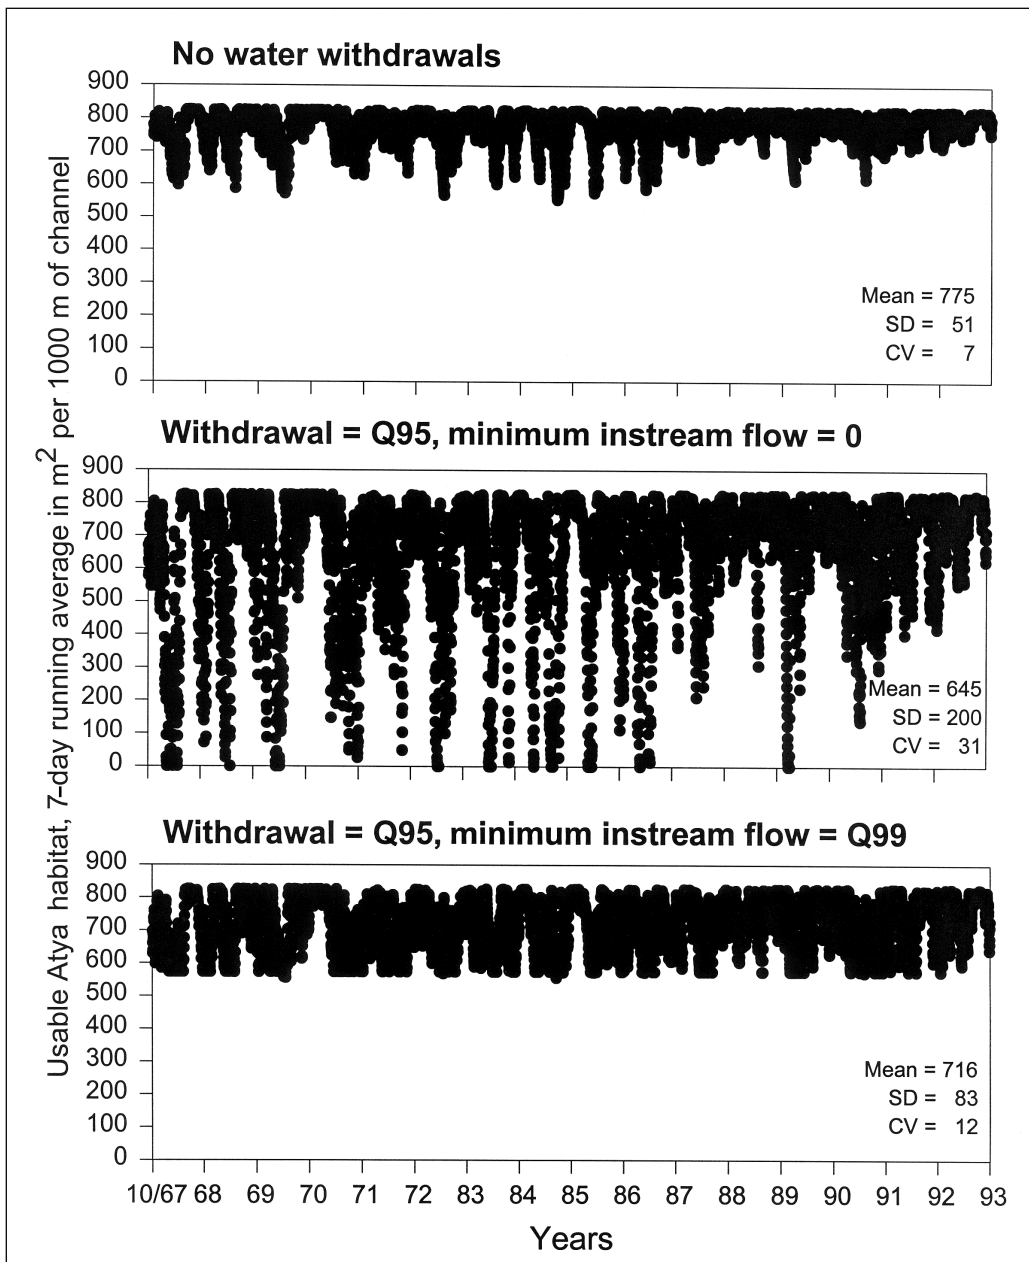 No water withdrawals
900
800
700
600
500
400
300
200
100
0
Mean = 775
SD = 51
CV = 7
Withdrawal = Q95, minimum instream flow = 0
900
800
700
600
500
400
300
200
100
0
Mean = 645
SD = 200
CV = 31
Withdrawal = Q95, minimum instream flow = Q99
900
800
700
600
500
400
300
200
100
0
Mean = 716
SD = 83
CV = 12
Usable Atya habitat, 7-day running average in m² per 1000 m of channel
10/67 68 69 70 71 72 83 84 85 86 87 88 89 90 91 92 93
Years